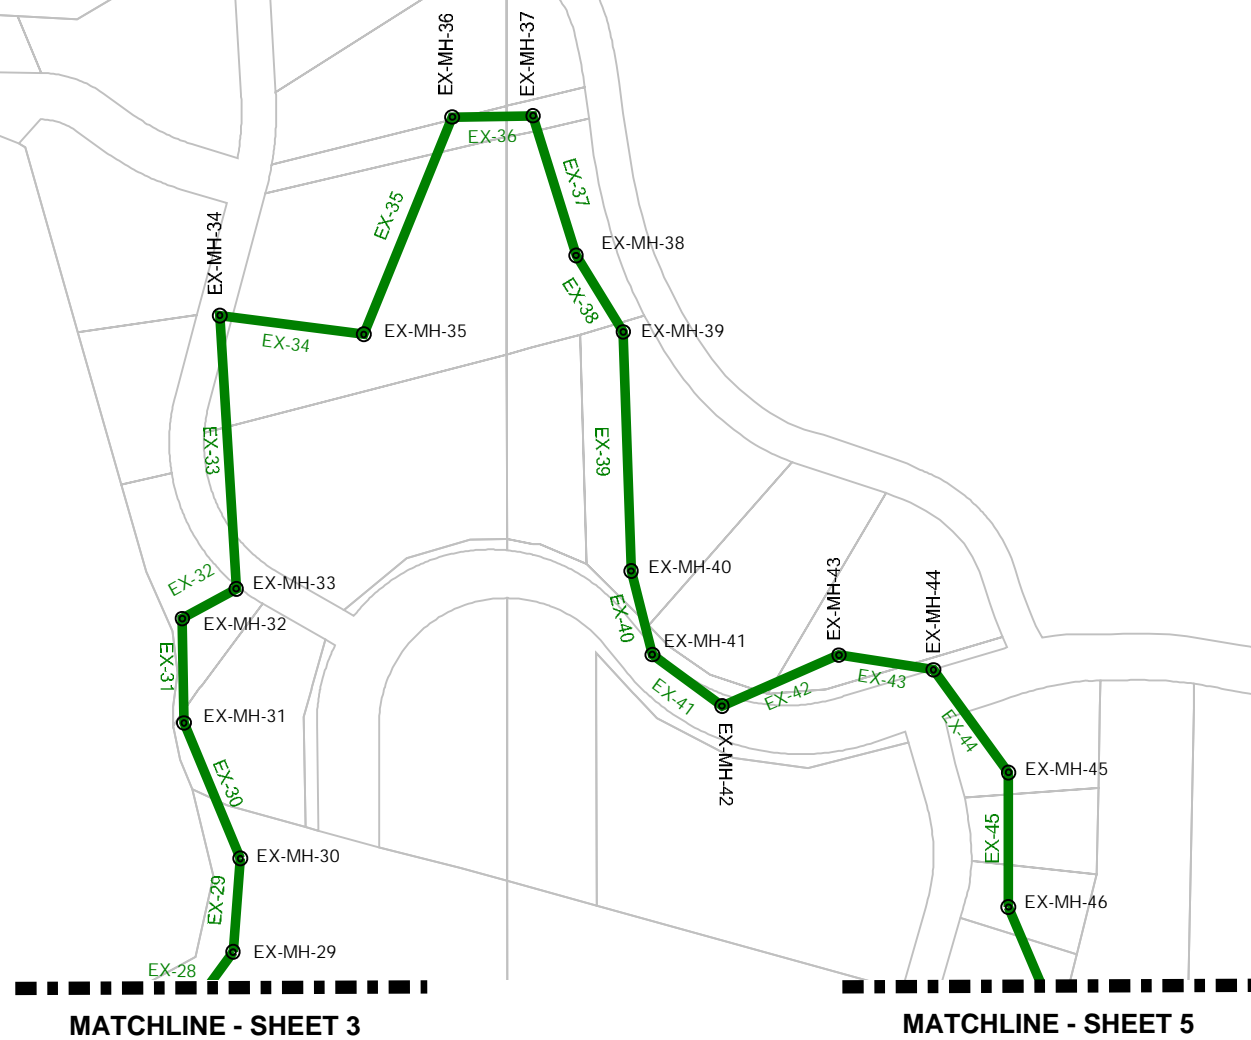 EX-MH-36
EX-MH-37
EX-36
EX-37
EX-35
EX-MH-34
EX-MH-38
EX-38
EX-MH-35
EX-34
EX-MH-39
EX-33
EX-39
EX-32
EX-MH-33
EX-MH-32
EX-31
EX-MH-31
EX-30
EX-MH-30
EX-29
EX-MH-29
EX-28
EX-MH-40
EX-40
EX-MH-41
EX-41
EX-MH-42
EX-42
EX-MH-43
EX-43
EX-MH-44
EX-44
EX-MH-45
EX-45
EX-MH-46
MATCHLINE - SHEET 3
MATCHLINE - SHEET 5